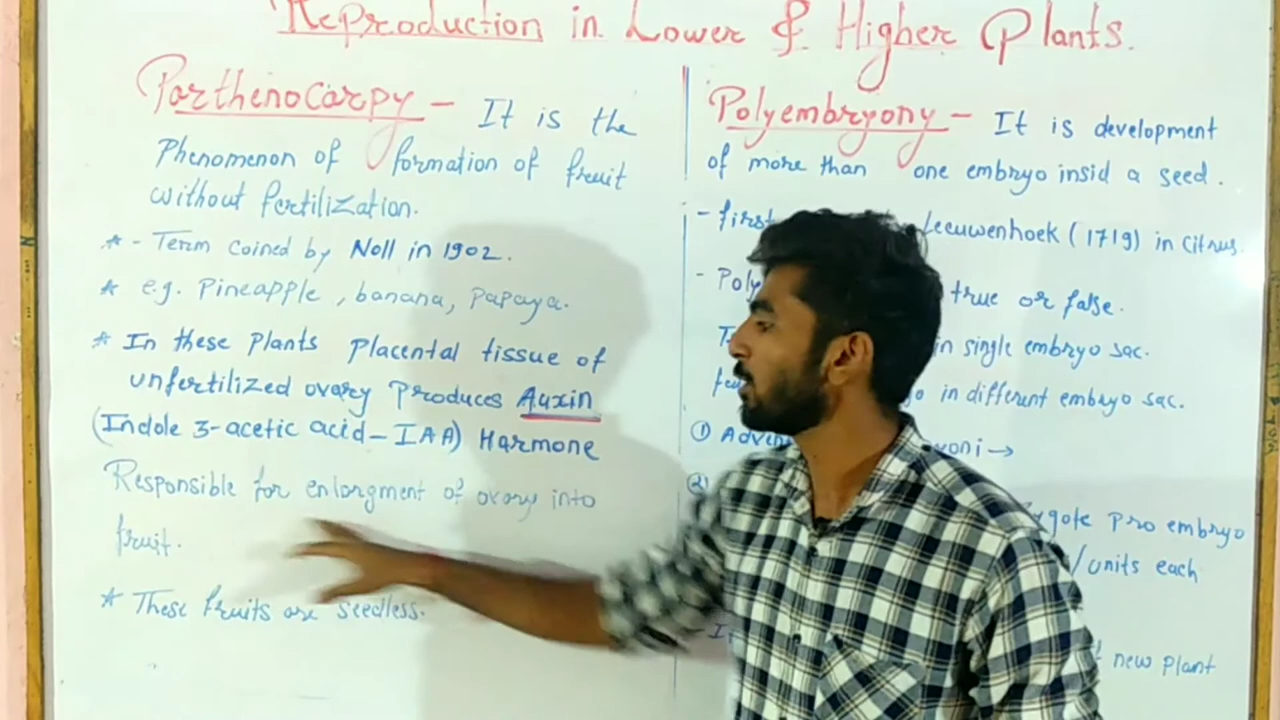 Reproduction in Lower & Higher Plants.
Parthenocarpy - It is the
Phenomenon of formation of fruit
without fertilization.
* - Term coined by Noll in 1902.
* e.g. Pineapple, banana, papaya.
* In these plants placental tissue of
unfertilized ovary produces Auxin
(Indole 3-acetic acid - IAA) Harmone
Responsible for enlargment of ovary into
fruit.
* These fruits are seedless.
Polyembryony - It is development
of more than one embryo insid a seed.
- first Leeuwenhoek (1719) in Citrus.
- Poly true or false.
in single embryo sac.
in different embryo sac.
① →
②
pro embryo
/units each
new plant